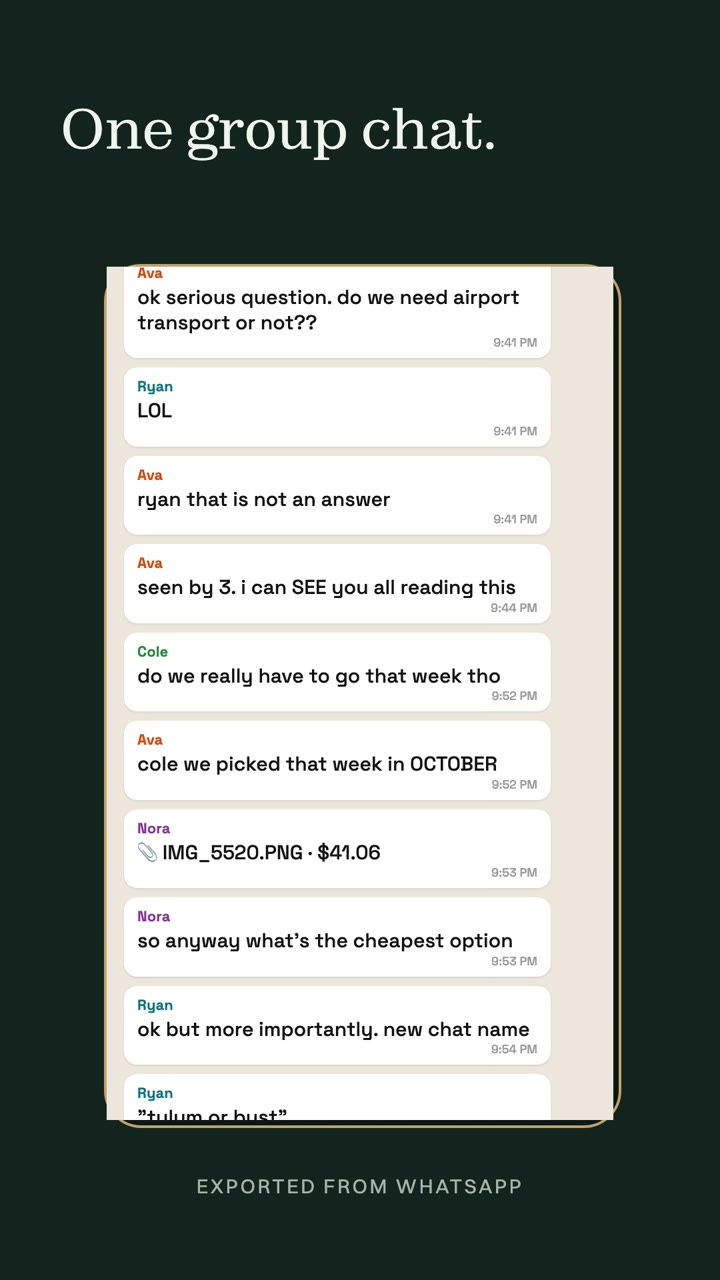 One group chat.
Ava
ok serious question. do we need airport
transport or not??
9:41 PM
Ryan
LOL
9:41 PM
Ava
ryan that is not an answer
9:41 PM
Ava
seen by 3. i can SEE you all reading this
9:44 PM
Cole
do we really have to go that week tho
9:52 PM
Ava
cole we picked that week in OCTOBER
9:52 PM
Nora
📎 IMG_5520.PNG · $41.06
9:53 PM
Nora
so anyway what’s the cheapest option
9:53 PM
Ryan
ok but more importantly. new chat name
9:54 PM
Ryan
”tulum or bust”
EXPORTED FROM WHATSAPP